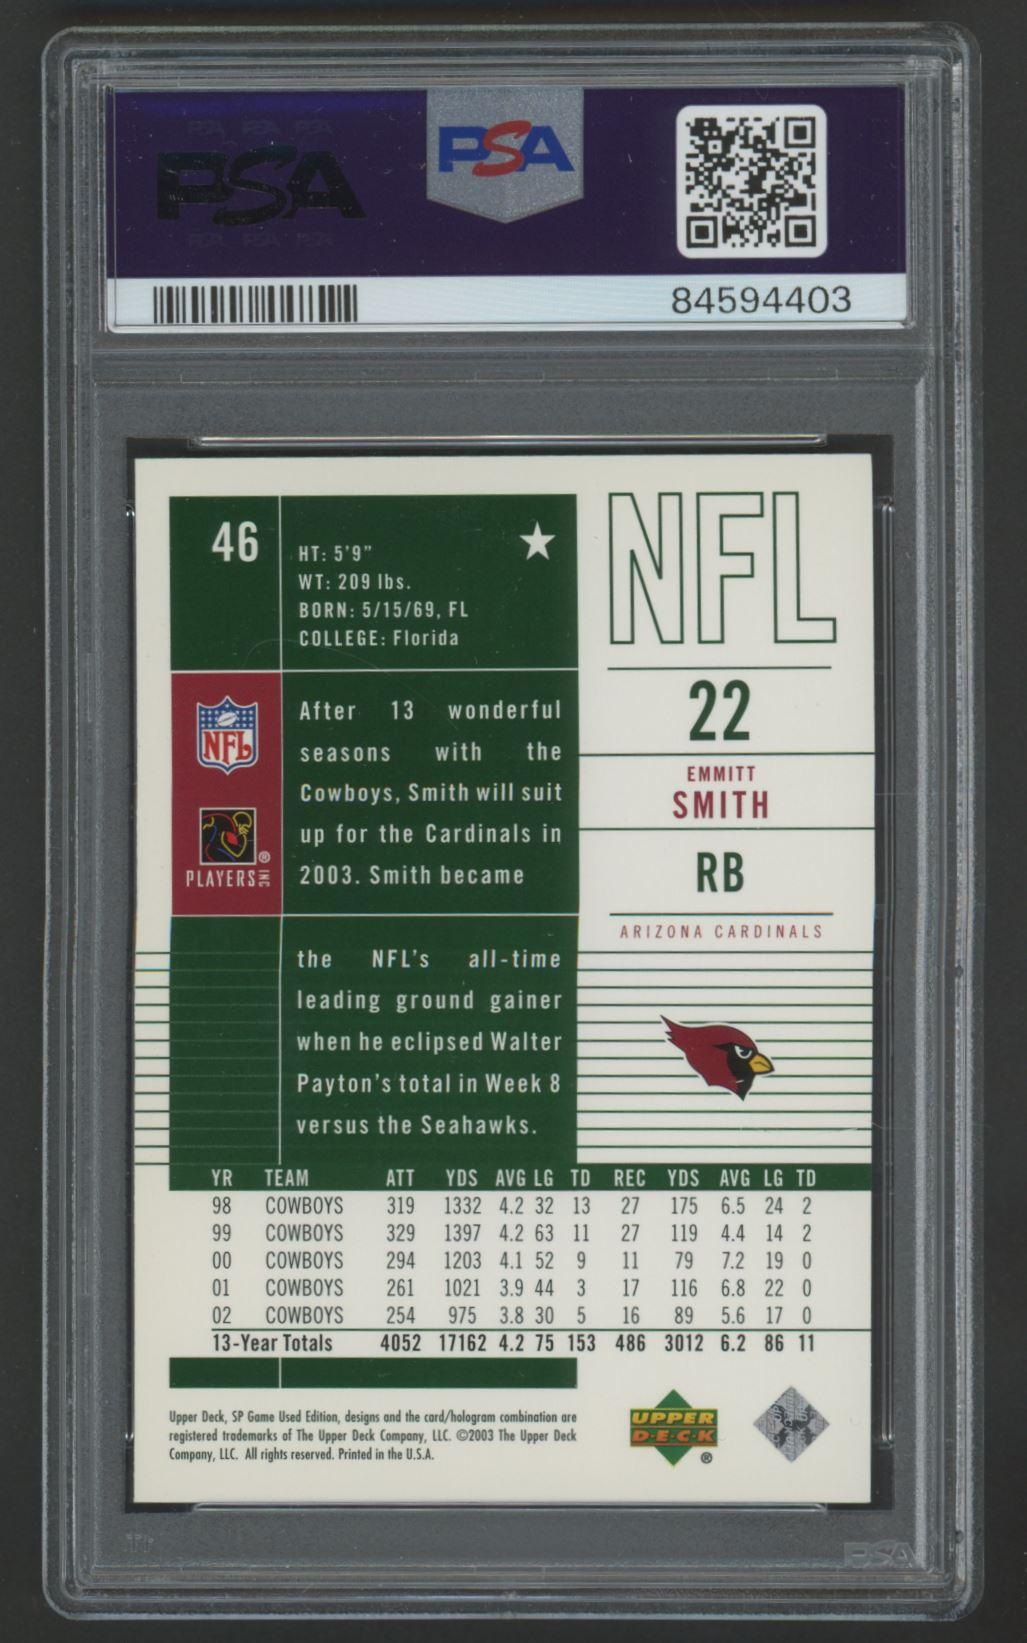 PSA PSA PSA
PSA
PSA
PSA PSA PSA
84594403
46
HT: 5'9"
WT: 209 lbs.
BORN: 5/15/69, FL
COLLEGE: Florida
NFL
22
EMMITT
SMITH
RB
ARIZONA CARDINALS
NFL
PLAYERS INC ®
After 13 wonderful
seasons with the
Cowboys, Smith will suit
up for the Cardinals in
2003. Smith became
the NFL's all-time
leading ground gainer
when he eclipsed Walter
Payton's total in Week 8
versus the Seahawks.
YR TEAM ATT YDS AVG LG TD REC YDS AVG LG TD
98 COWBOYS 319 1332 4.2 32 13 27 175 6.5 24 2
99 COWBOYS 329 1397 4.2 63 11 27 119 4.4 14 2
00 COWBOYS 294 1203 4.1 52 9 11 79 7.2 19 0
01 COWBOYS 261 1021 3.9 44 3 17 116 6.8 22 0
02 COWBOYS 254 975 3.8 30 5 16 89 5.6 17 0
13-Year Totals 4052 17162 4.2 75 153 486 3012 6.2 86 11
Upper Deck, SP Game Used Edition, designs and the card/hologram combination are
registered trademarks of The Upper Deck Company, LLC. ©2003 The Upper Deck
Company, LLC. All rights reserved. Printed in the U.S.A.
UPPER
D·E·C·K
®
PSA